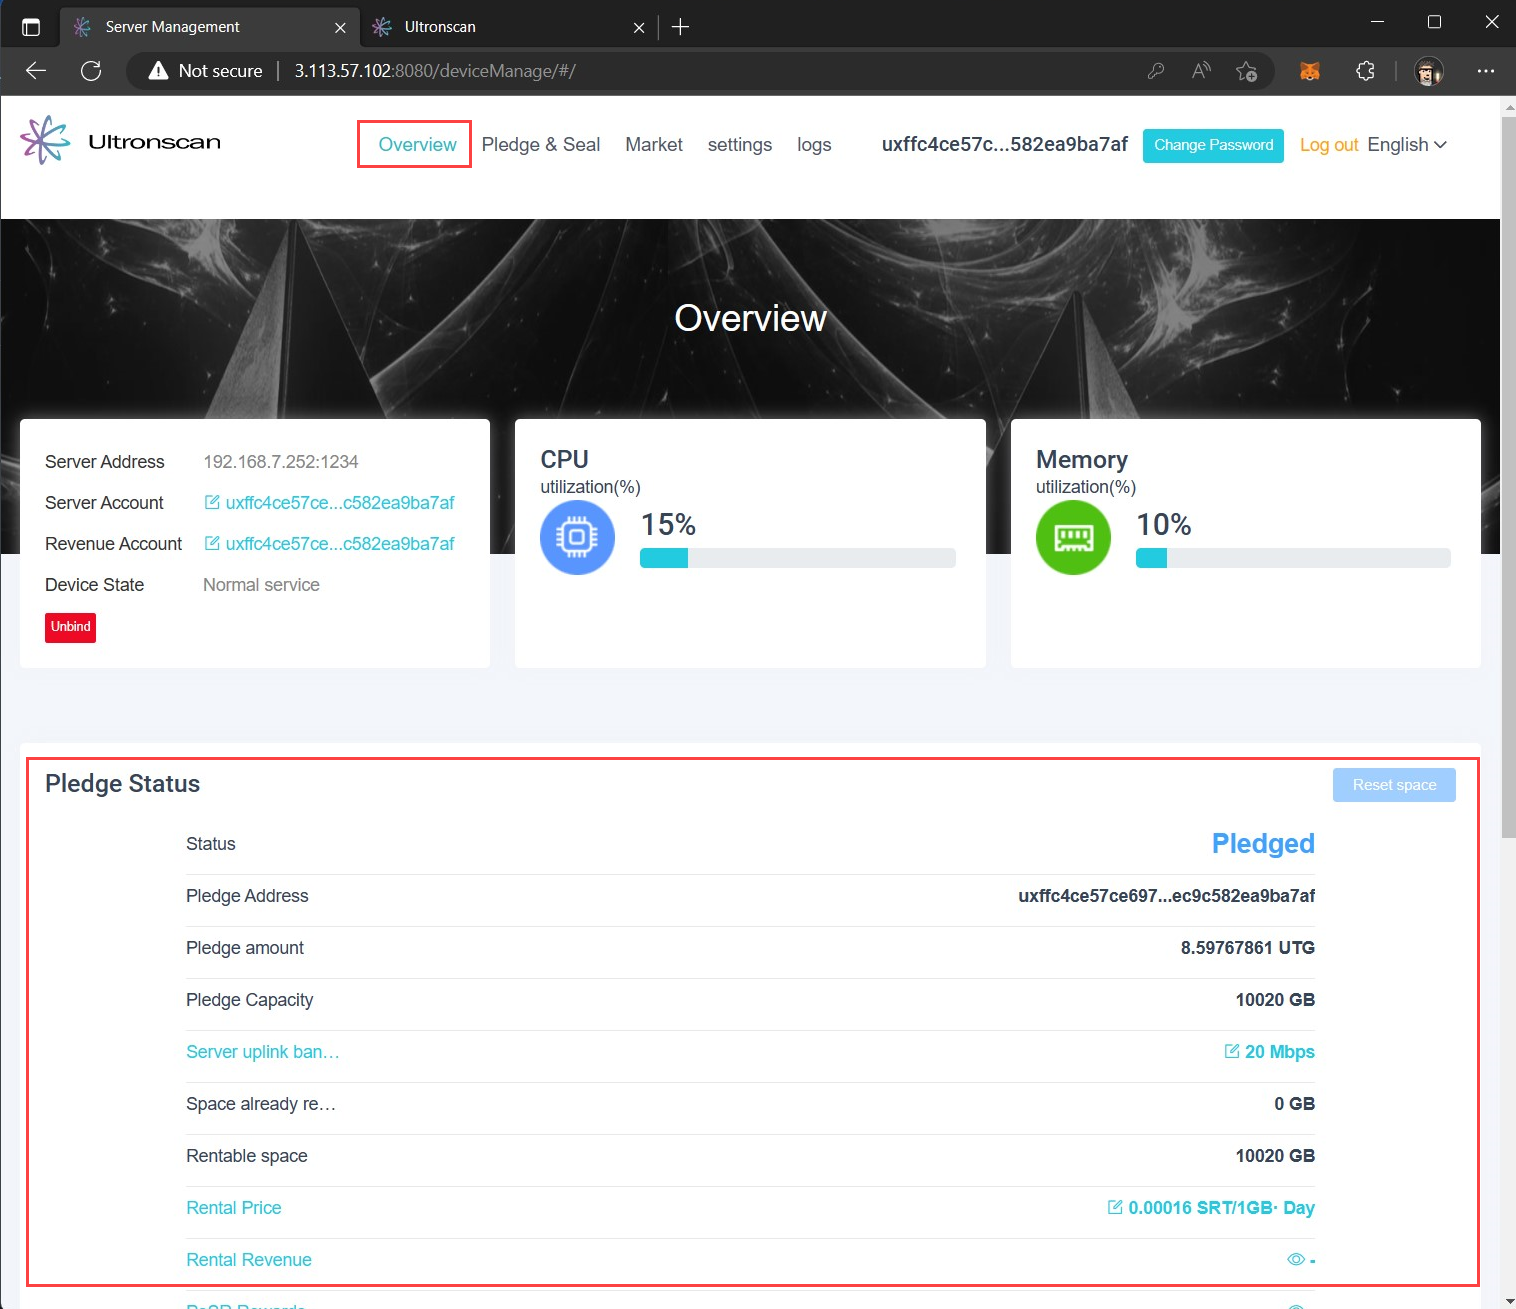 Server Management
Ultronscan
Not secure
3.113.57.102:8080/deviceManage/#/
Ultronscan
Overview
Pledge & Seal
Market
settings
logs
uxffc4ce57c...582ea9ba7af
Change Password
Log out
English
Overview
Server Address 192.168.7.252:1234
Server Account uxffc4ce57ce...c582ea9ba7af
Revenue Account uxffc4ce57ce...c582ea9ba7af
Device State Normal service
Unbind
CPU
utilization(%)
15%
Memory
utilization(%)
10%
Pledge Status
Reset space
Status Pledged
Pledge Address uxffc4ce57ce697...ec9c582ea9ba7af
Pledge amount 8.59767861 UTG
Pledge Capacity 10020 GB
Server uplink ban... 20 Mbps
Space already re... 0 GB
Rentable space 10020 GB
Rental Price 0.00016 SRT/1GB· Day
Rental Revenue -